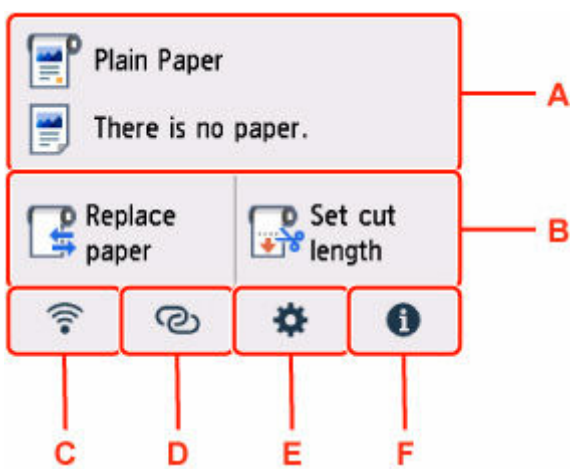 Plain Paper
There is no paper.
A
Replace
paper
Set cut
length
B
C
D
E
F